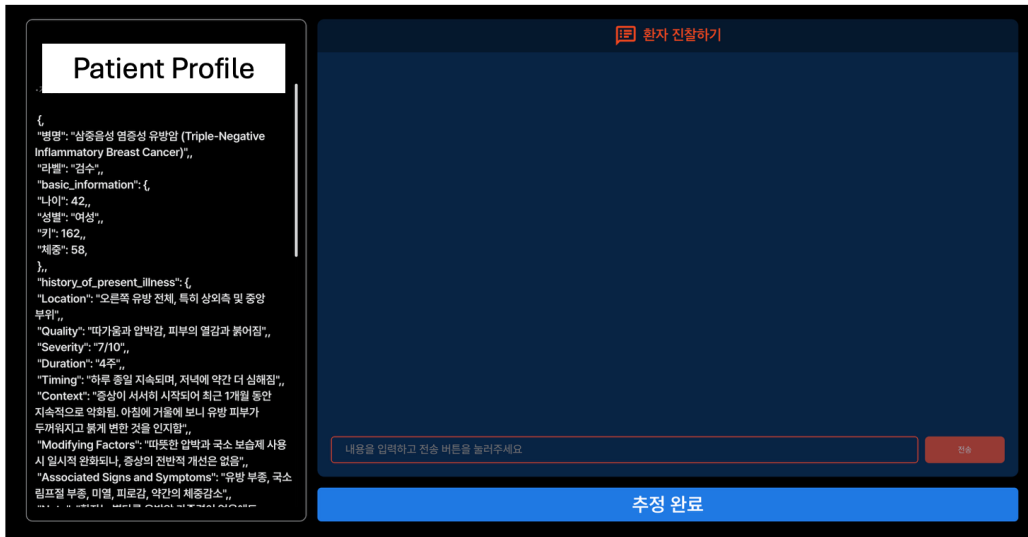 Patient Profile
{,
"병명": "삼중음성 염증성 유방암 (Triple-Negative
Inflammatory Breast Cancer)",,
"라벨": "검수",,
"basic_information": {,
"나이": 42,,
"성별": "여성",,
"키": 162,,
"체중": 58,
},,
"history_of_present_illness": {,
"Location": "오른쪽 유방 전체, 특히 상외측 및 중앙
부위",,
"Quality": "따가움과 압박감, 피부의 열감과 붉어짐",,
"Severity": "7/10",,
"Duration": "4주",,
"Timing": "하루 종일 지속되며, 저녁에 약간 더 심해짐",,
"Context": "증상이 서서히 시작되어 최근 1개월 동안
지속적으로 악화됨. 아침에 거울에 보니 유방 피부가
두꺼워지고 붉게 변한 것을 인지함",,
"Modifying Factors": "따뜻한 압박과 국소 보습제 사용
시 일시적 완화되나, 증상의 전반적 개선은 없음",,
"Associated Signs and Symptoms": "유방 부종, 국소
림프절 부종, 미열, 피로감, 약간의 체중감소",,
환자 진찰하기
내용을 입력하고 전송 버튼을 눌러주세요
전송
추정 완료